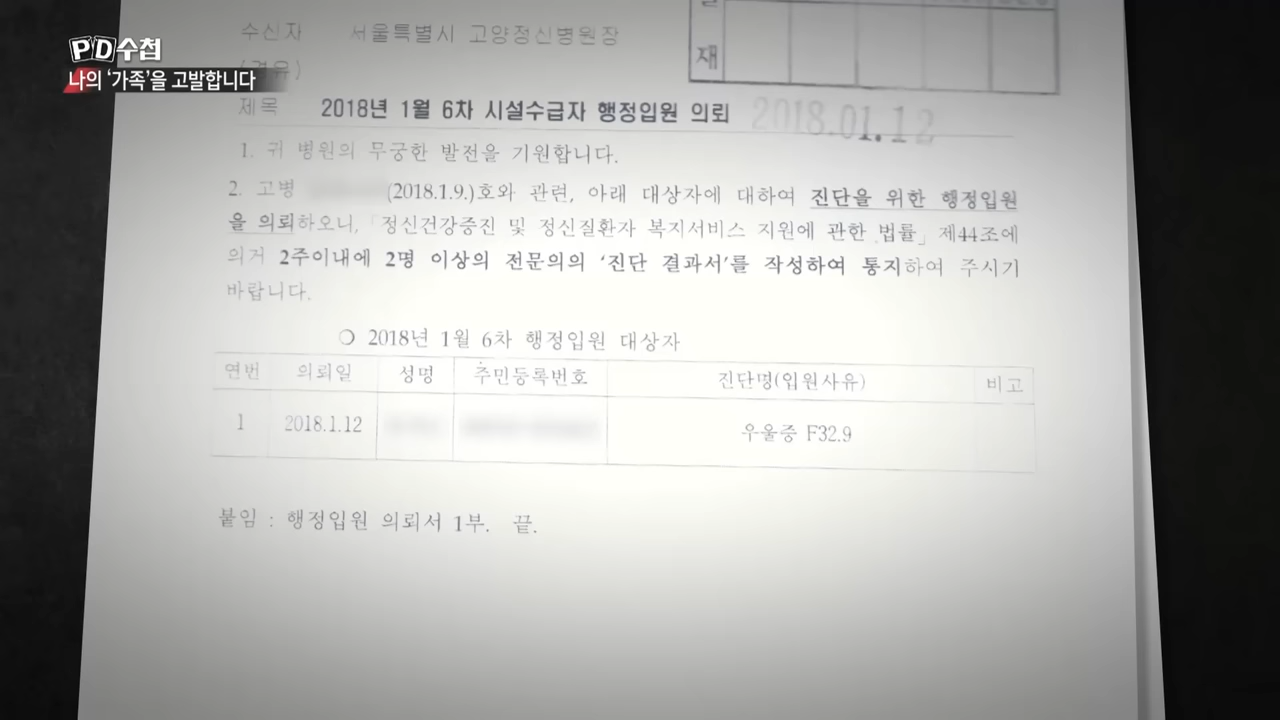 PD수첩
나의 '가족'을 고발합니다
수신자 서울특별시 고양정신병원장
(경유)
재
제목 2018년 1월 6차 시설수급자 행정입원 의뢰 2018.01.12
1. 귀 병원의 무궁한 발전을 기원합니다.
2. 고병 (2018.1.9.)호와 관련, 아래 대상자에 대하여 진단을 위한 행정입원
을 의뢰하오니, 「정신건강증진 및 정신질환자 복지서비스 지원에 관한 법률」 제44조에
의거 2주이내에 2명 이상의 전문의의 '진단 결과서'를 작성하여 통지하여 주시기
바랍니다.
❍ 2018년 1월 6차 행정입원 대상자
연번 의뢰일 성명 주민등록번호 진단명(입원사유) 비고
1 2018.1.12 우울증 F32.9
붙임 : 행정입원 의뢰서 1부. 끝.